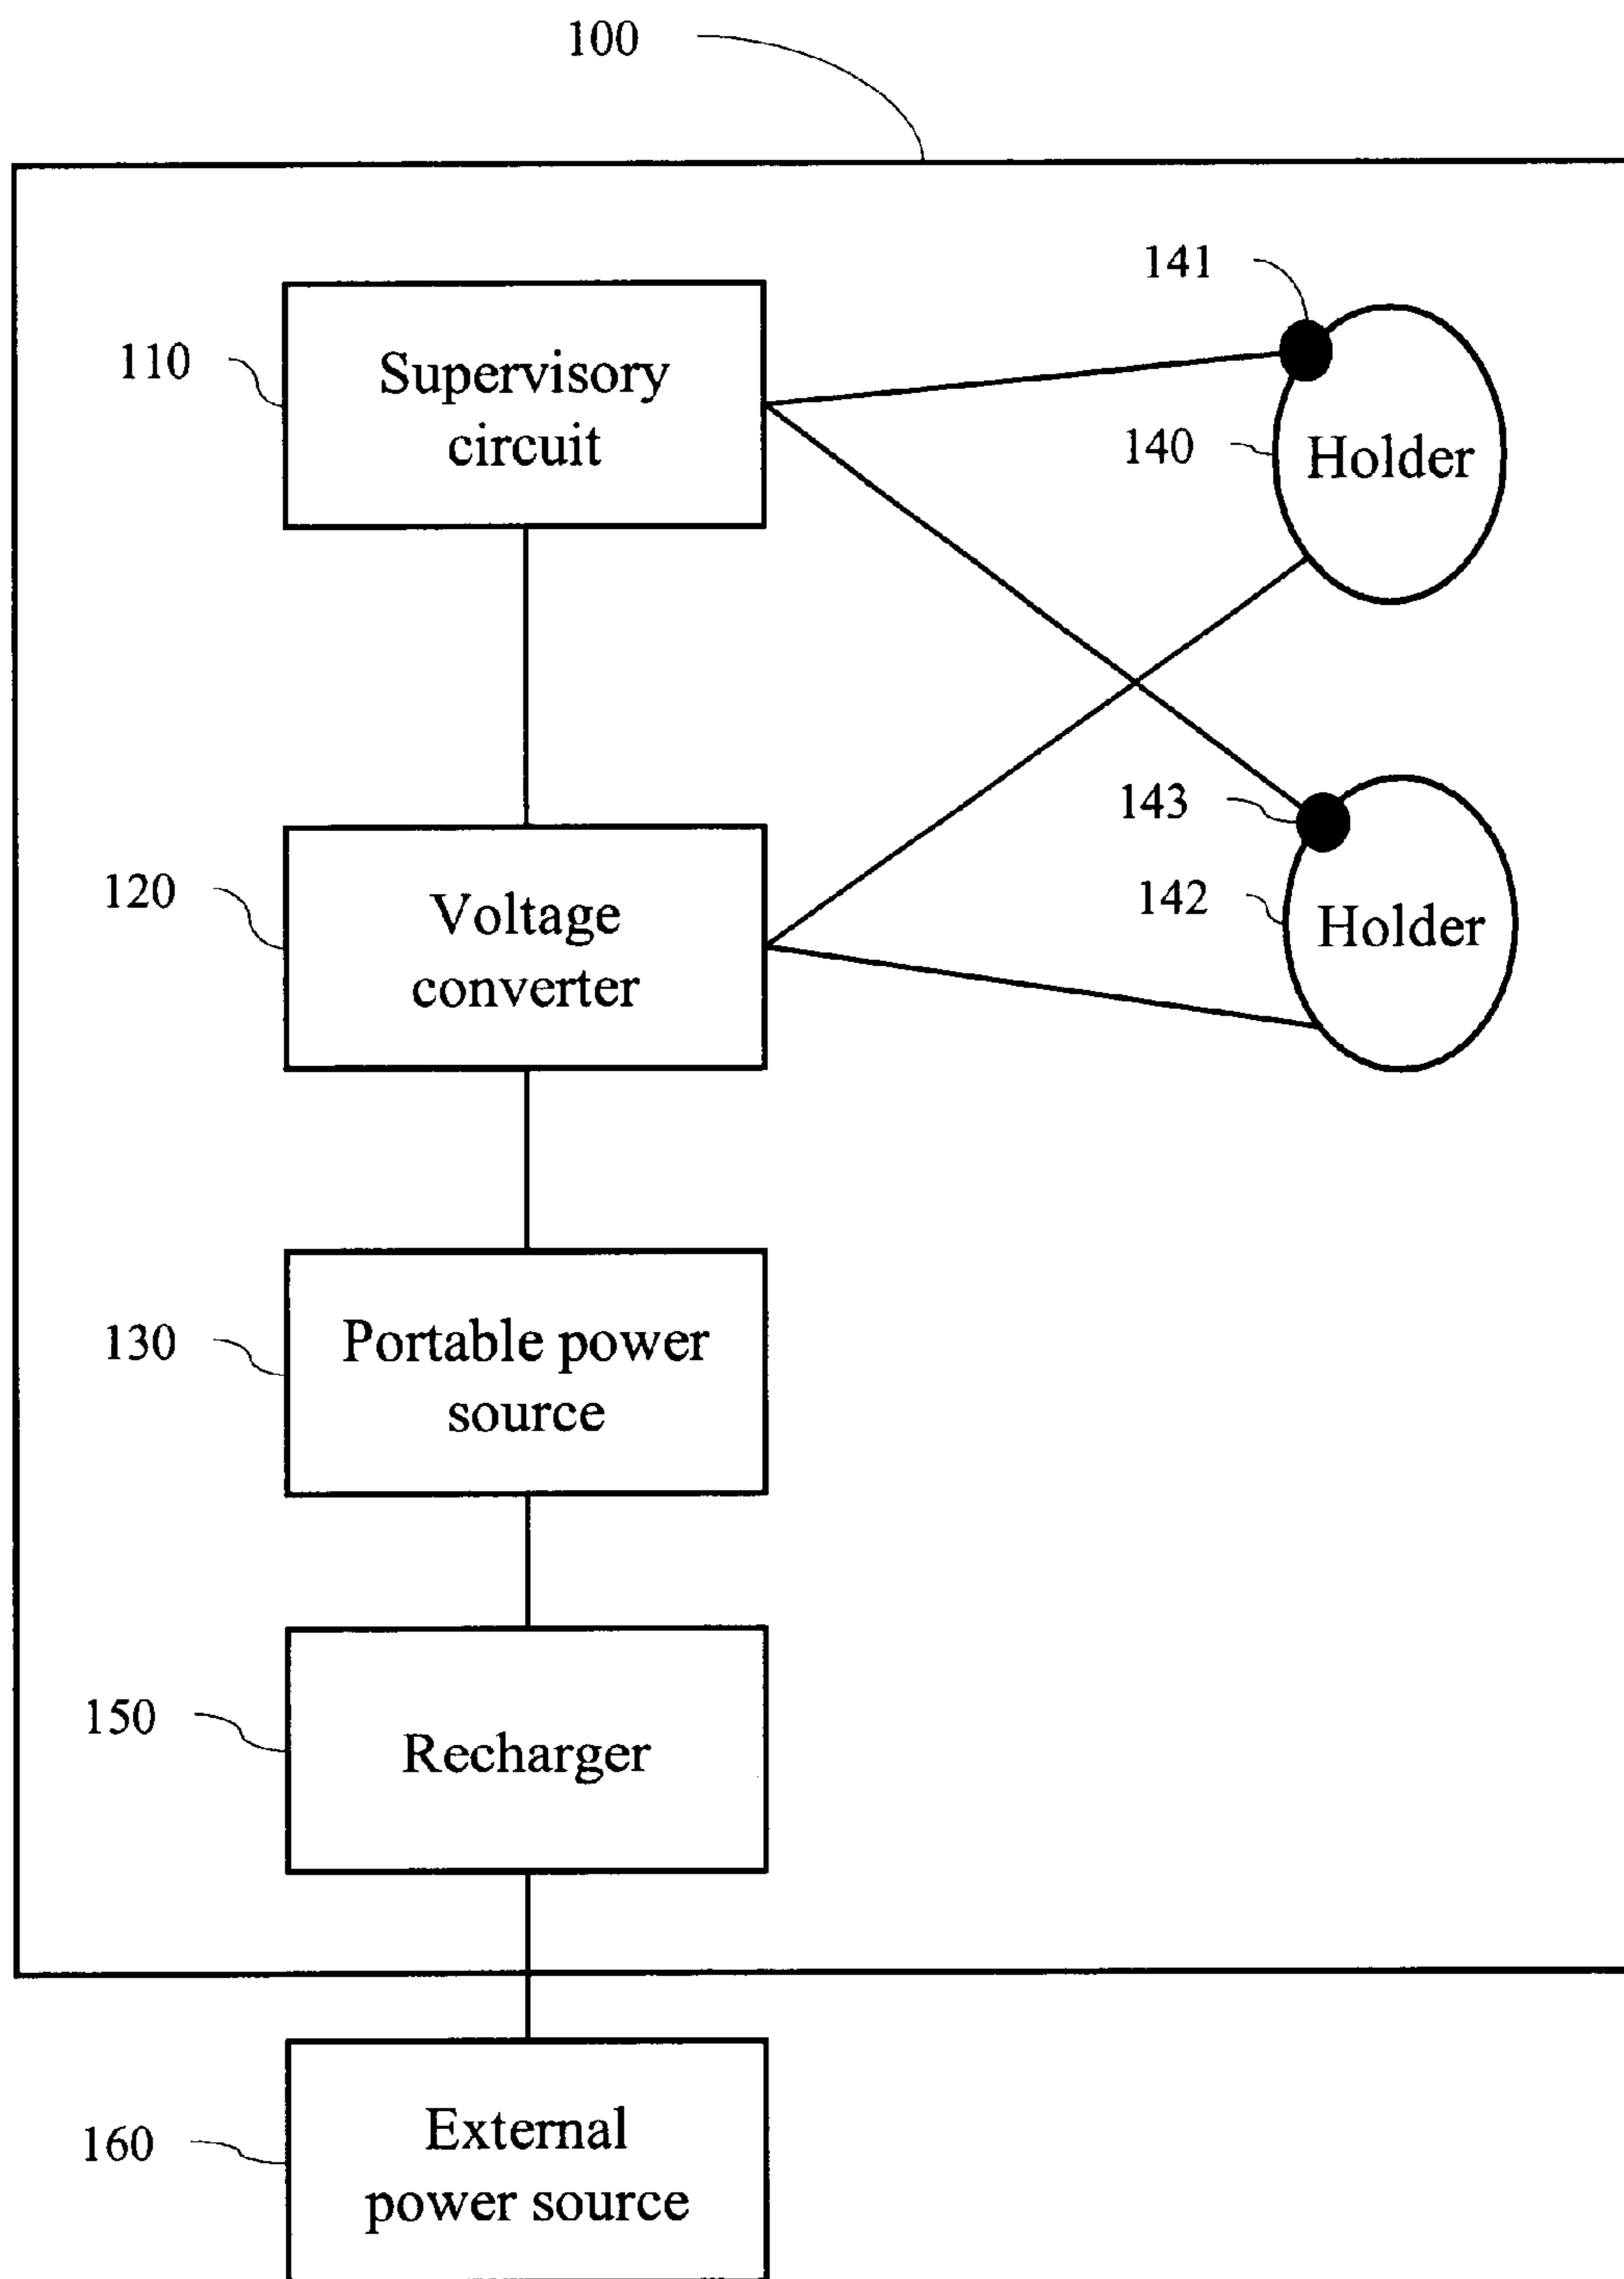 100
141
110
Supervisory
circuit
140
Holder
143
120
Voltage
converter
142
Holder
130
Portable power
source
150
Recharger
160
External
power source